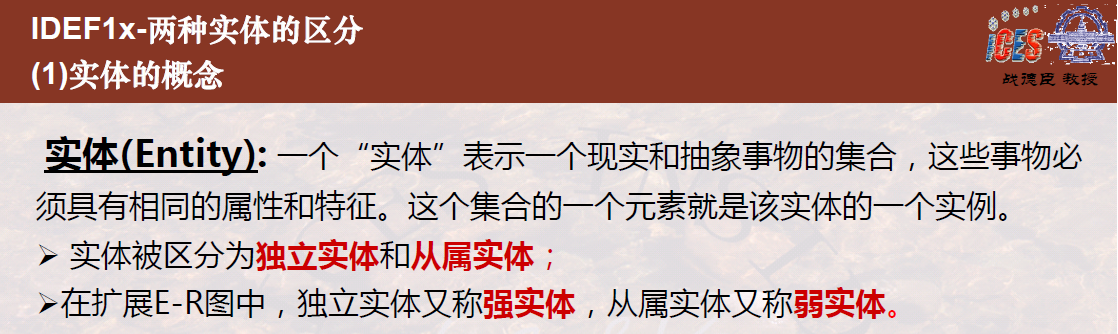 IDEF1x-两种实体的区分
(1)实体的概念
ICES
战德臣 教授
实体(Entity): 一个“实体”表示一个现实和抽象事物的集合，这些事物必
须具有相同的属性和特征。这个集合的一个元素就是该实体的一个实例。
➢ 实体被区分为独立实体和从属实体；
➢在扩展E-R图中，独立实体又称强实体，从属实体又称弱实体。